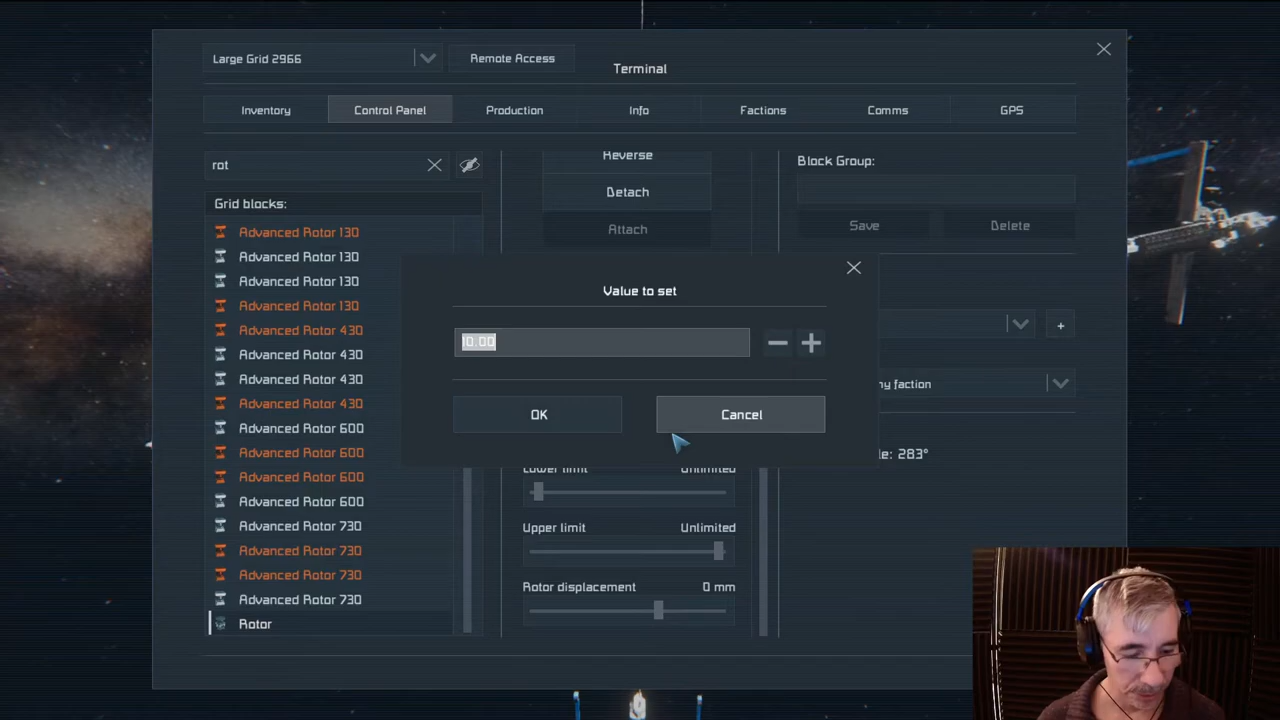 Large Grid 2966
Remote Access
Terminal
Inventory
Control Panel
Production
Info
Factions
Comms
GPS
rot
Reverse
Block Group:
Detach
Grid blocks:
Attach
Save
Delete
Advanced Rotor 130
Advanced Rotor 130
Advanced Rotor 130
Advanced Rotor 130
Advanced Rotor 430
Advanced Rotor 430
Advanced Rotor 430
Advanced Rotor 430
Advanced Rotor 600
Advanced Rotor 600
Advanced Rotor 600
Advanced Rotor 600
Advanced Rotor 730
Advanced Rotor 730
Advanced Rotor 730
Advanced Rotor 730
Rotor
Value to set
10.00
OK
Cancel
+
ny faction
le: 283°
Lower limit
Unlimited
Upper limit
Unlimited
Rotor displacement
0 mm